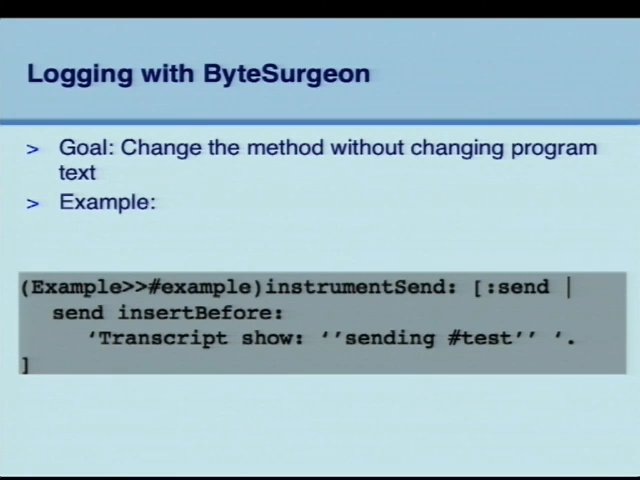 Logging with ByteSurgeon
> Goal: Change the method without changing program
text
> Example:
(Example>>#example)instrumentSend: [:send |
send insertBefore:
‘Transcript show: ‘’sending #test’’ ‘.
]